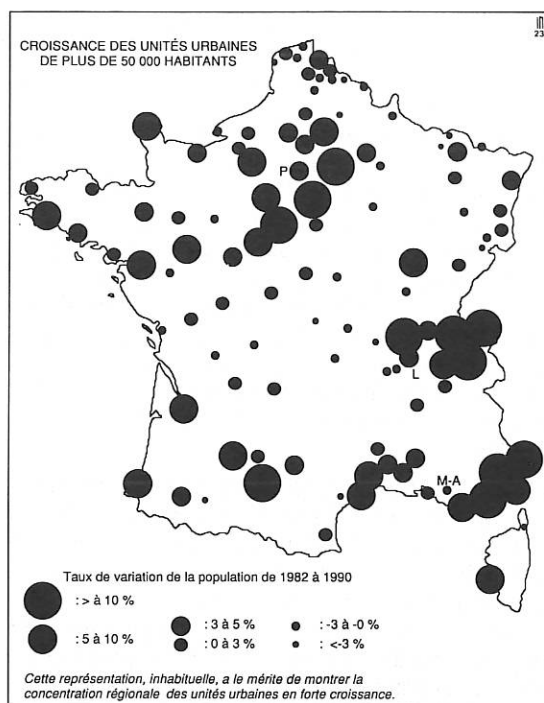 CROISSANCE DES UNITÉS URBAINES
DE PLUS DE 50 000 HABITANTS
23
P
L
M-A
Taux de variation de la population de 1982 à 1990
: > à 10 %
: 5 à 10 %
: 3 à 5 %
: 0 à 3 %
: -3 à -0 %
: <-3 %
Cette représentation, inhabituelle, a le mérite de montrer la
concentration régionale des unités urbaines en forte croissance.